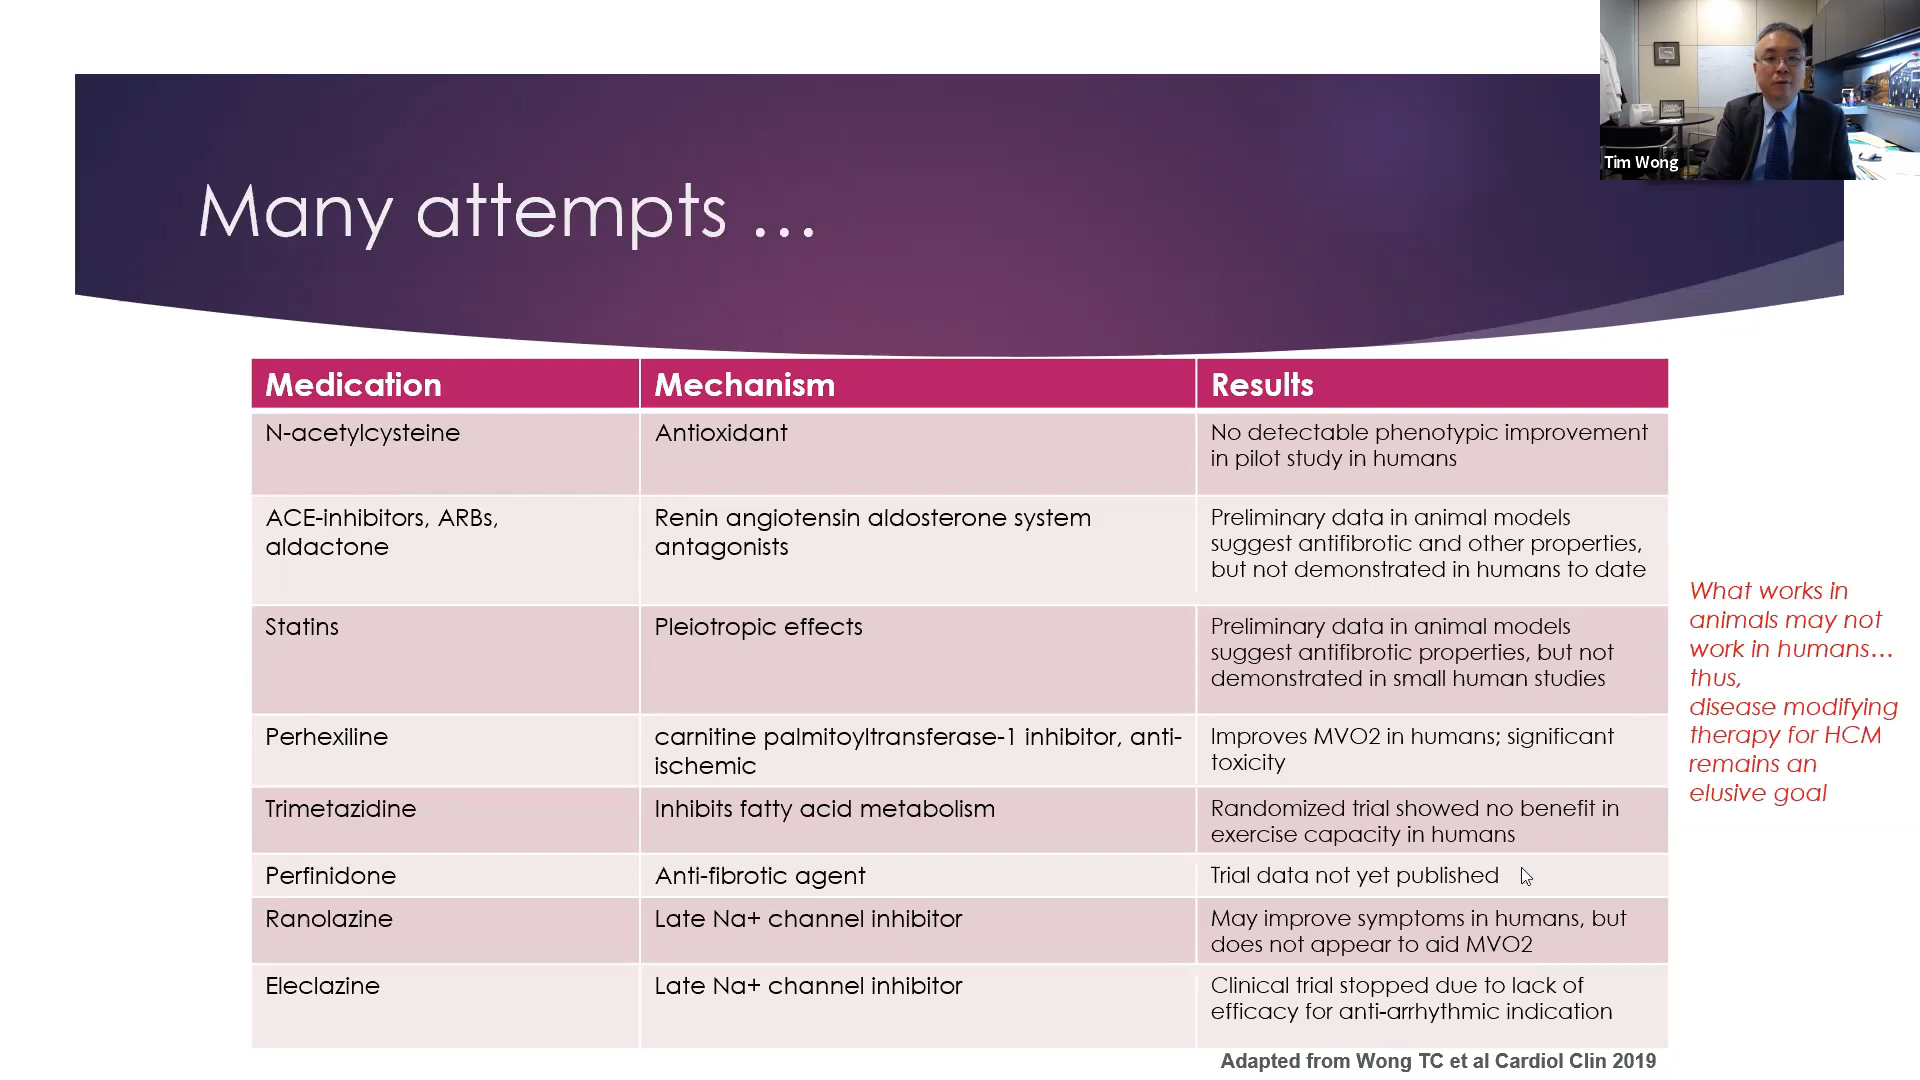 Tim Wong
Many attempts ...
Medication
Mechanism
Results
N-acetylcysteine
Antioxidant
No detectable phenotypic improvement
in pilot study in humans
ACE-inhibitors, ARBs,
aldactone
Renin angiotensin aldosterone system
antagonists
Preliminary data in animal models
suggest antifibrotic and other properties,
but not demonstrated in humans to date
Statins
Pleiotropic effects
Preliminary data in animal models
suggest antifibrotic properties, but not
demonstrated in small human studies
Perhexiline
carnitine palmitoyltransferase-1 inhibitor, anti-
ischemic
Improves MVO2 in humans; significant
toxicity
Trimetazidine
Inhibits fatty acid metabolism
Randomized trial showed no benefit in
exercise capacity in humans
Perfinidone
Anti-fibrotic agent
Trial data not yet published
Ranolazine
Late Na+ channel inhibitor
May improve symptoms in humans, but
does not appear to aid MVO2
Eleclazine
Late Na+ channel inhibitor
Clinical trial stopped due to lack of
efficacy for anti-arrhythmic indication
What works in
animals may not
work in humans...
thus,
disease modifying
therapy for HCM
remains an
elusive goal
Adapted from Wong TC et al Cardiol Clin 2019